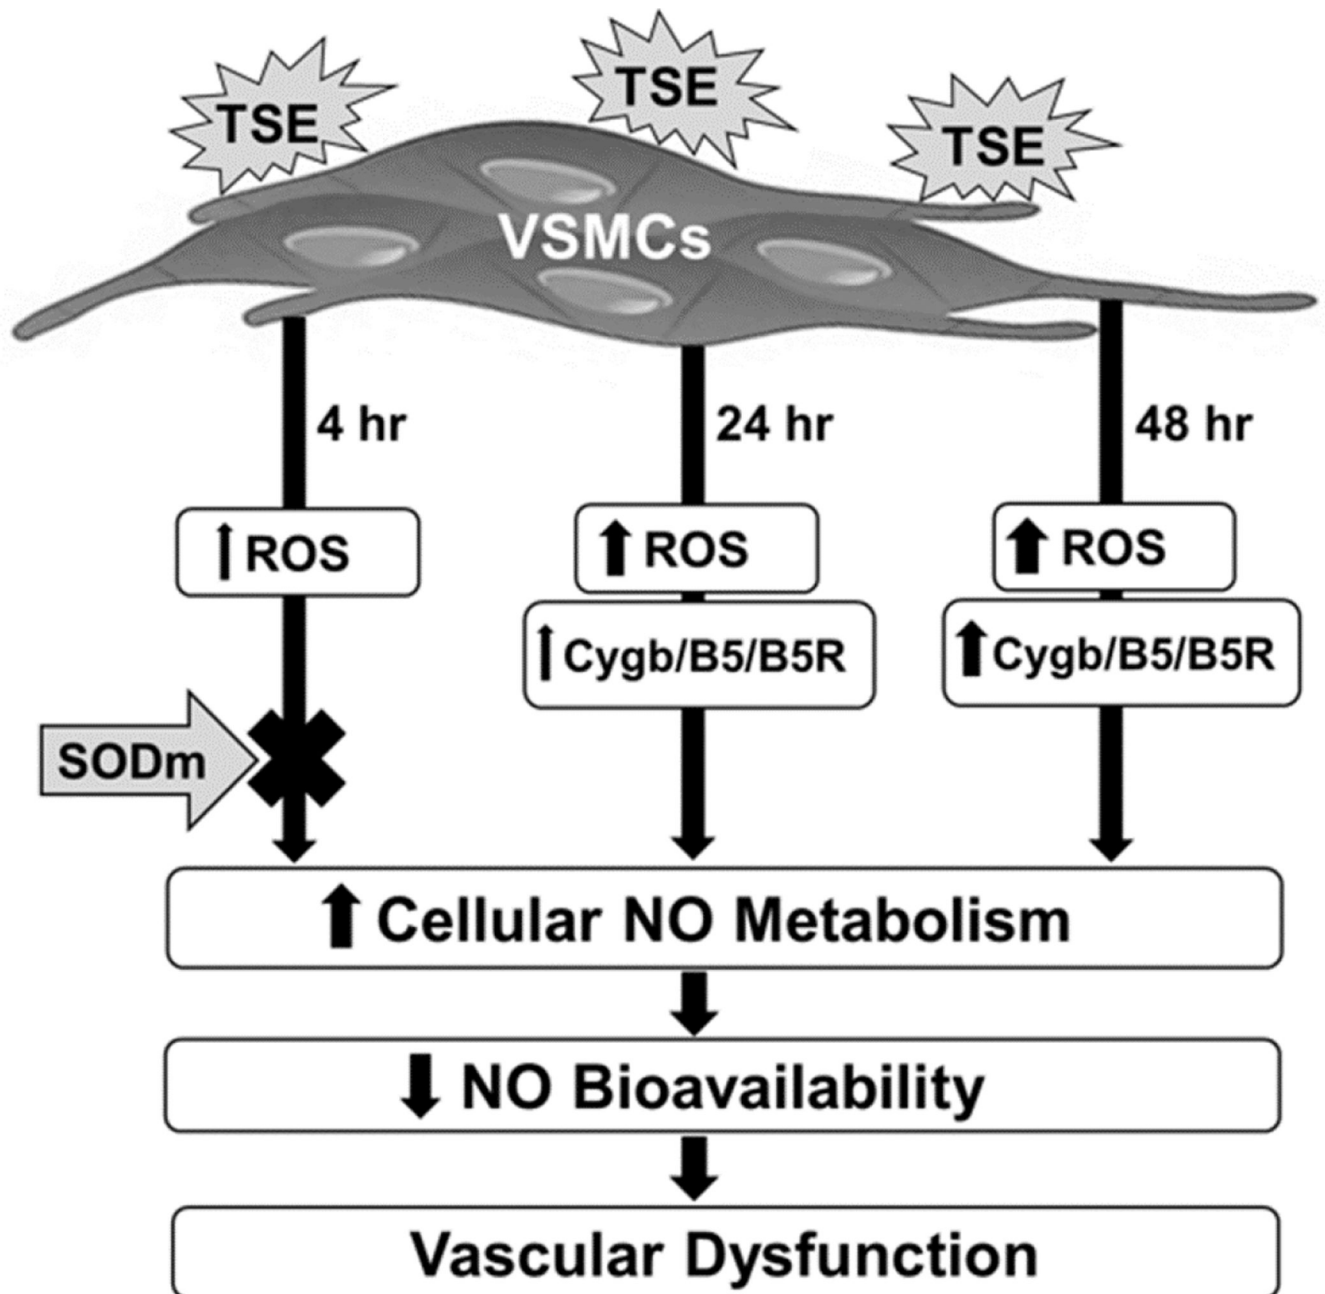 TSE
TSE
TSE
VSMCs
4 hr
24 hr
48 hr
ROS
ROS
ROS
Cygb/B5/B5R
Cygb/B5/B5R
SODm
Cellular NO Metabolism
NO Bioavailability
Vascular Dysfunction